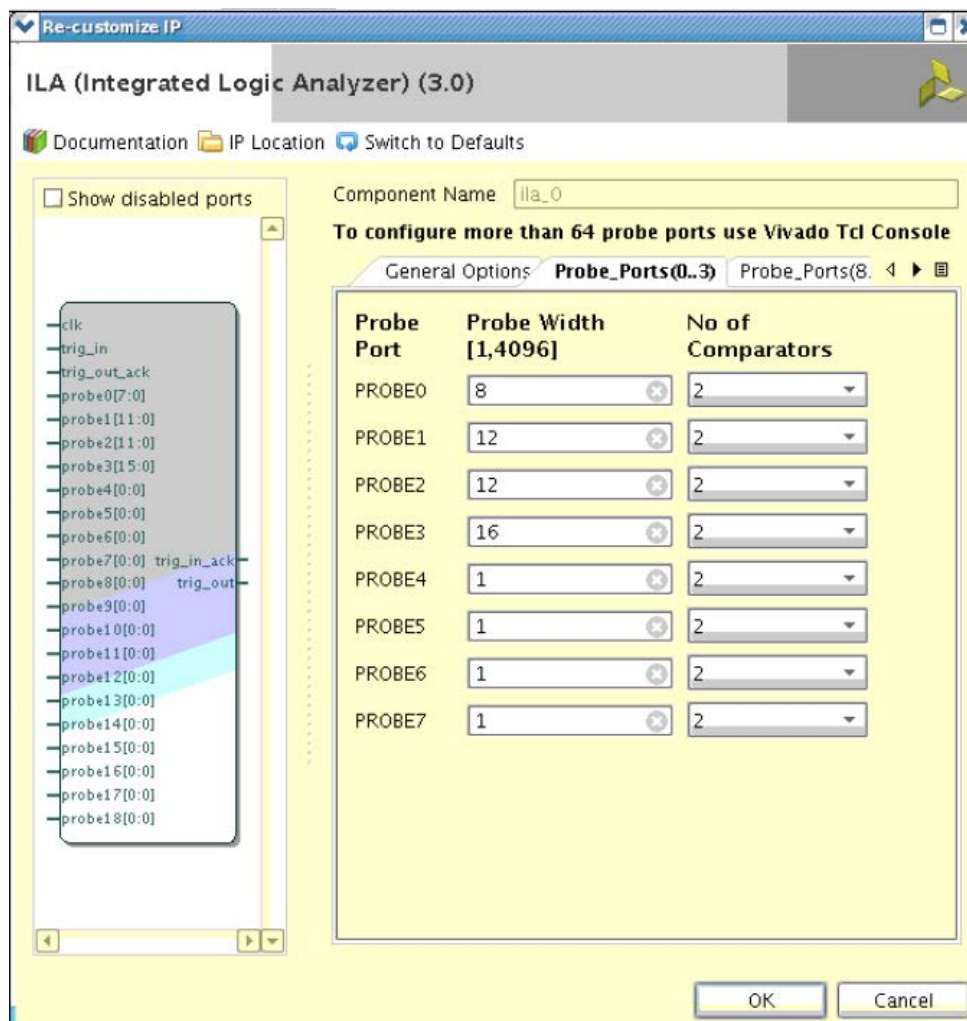 Re-customize IP
ILA (Integrated Logic Analyzer) (3.0)
Documentation IP Location Switch to Defaults
Show disabled ports
clk
trig_in
trig_out_ack
probe0[7:0]
probe1[11:0]
probe2[11:0]
probe3[15:0]
probe4[0:0]
probe5[0:0]
probe6[0:0]
probe7[0:0] trig_in_ack
probe8[0:0] trig_out
probe9[0:0]
probe10[0:0]
probe11[0:0]
probe12[0:0]
probe13[0:0]
probe14[0:0]
probe15[0:0]
probe16[0:0]
probe17[0:0]
probe18[0:0]
Component Name ila_0
To configure more than 64 probe ports use Vivado Tcl Console
General Options Probe_Ports(0..3) Probe_Ports(8.
Probe Port Probe Width [1,4096] No of Comparators
PROBE0 8 2
PROBE1 12 2
PROBE2 12 2
PROBE3 16 2
PROBE4 1 2
PROBE5 1 2
PROBE6 1 2
PROBE7 1 2
OK Cancel